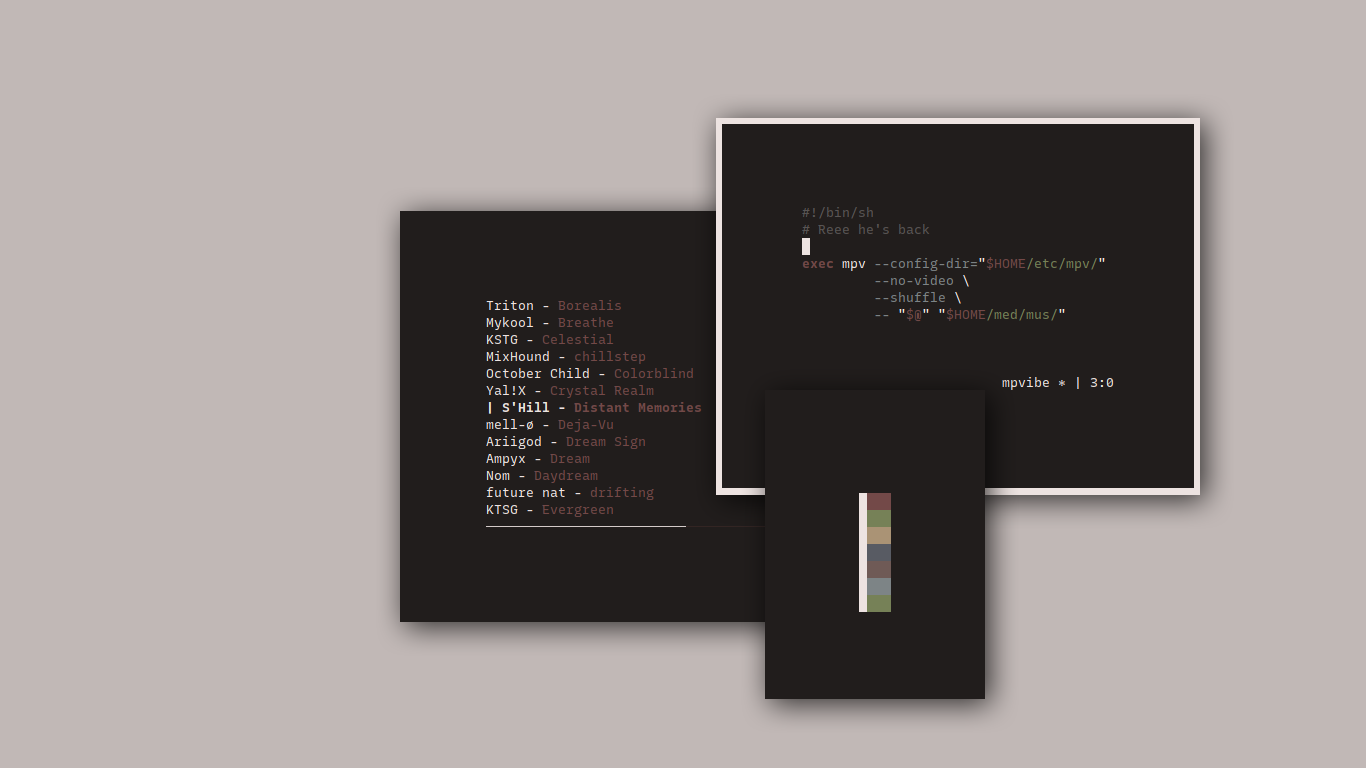 #!/bin/sh
# Reee he's back
exec mpv --config-dir="$HOME/etc/mpv/"
--no-video \
--shuffle \
-- "$@" "$HOME/med/mus/"
mpvibe * | 3:0
Triton - Borealis
Mykool - Breathe
KSTG - Celestial
MixHound - chillstep
October Child - Colorblind
Yal!X - Crystal Realm
| S'Hill - Distant Memories
mell-ø - Deja-Vu
Ariigod - Dream Sign
Ampyx - Dream
Nom - Daydream
future nat - drifting
KTSG - Evergreen